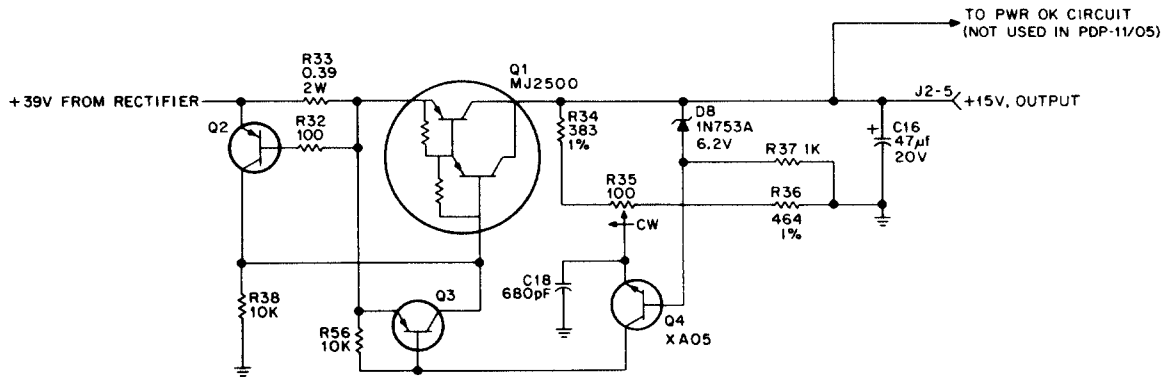 TO PWR OK CIRCUIT
(NOT USED IN PDP-11/05)
R33
0.39
2W
Q1
MJ2500
+39V FROM RECTIFIER
J2-5
+15V, OUTPUT
Q2
R32
100
R34
383
1%
D8
1N753A
6.2V
+
C16
47μf
20V
R37 1K
R35
100
R36
464
1%
CW
C18
680pF
R38
10K
Q3
R56
10K
Q4
XA05